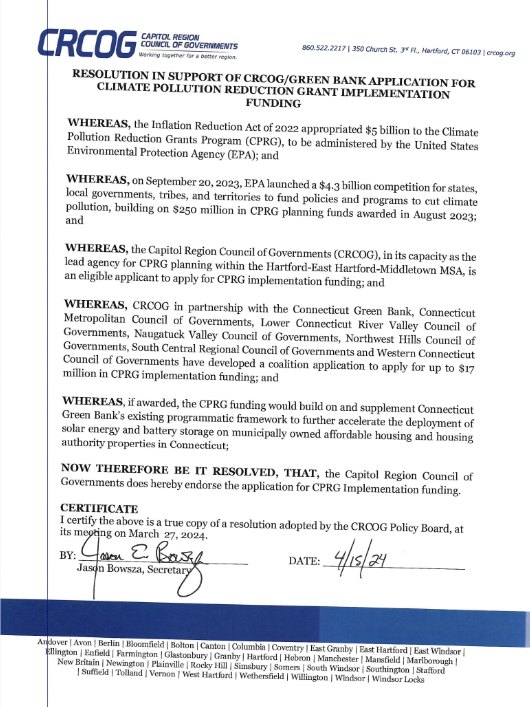 CRCOG CAPITOL REGION
COUNCIL OF GOVERNMENTS
Working together for a better region.
860.522.2217 | 350 Church St. 3rd Fl., Hartford, CT 06103 | crcog.org
RESOLUTION IN SUPPORT OF CRCOG/GREEN BANK APPLICATION FOR
CLIMATE POLLUTION REDUCTION GRANT IMPLEMENTATION
FUNDING
WHEREAS, the Inflation Reduction Act of 2022 appropriated $5 billion to the Climate
Pollution Reduction Grants Program (CPRG), to be administered by the United States
Environmental Protection Agency (EPA); and
WHEREAS, on September 20, 2023, EPA launched a $4.3 billion competition for states,
local governments, tribes, and territories to fund policies and programs to cut climate
pollution, building on $250 million in CPRG planning funds awarded in August 2023;
and
WHEREAS, the Capitol Region Council of Governments (CRCOG), in its capacity as the
lead agency for CPRG planning within the Hartford-East Hartford-Middletown MSA, is
an eligible applicant to apply for CPRG implementation funding; and
WHEREAS, CRCOG in partnership with the Connecticut Green Bank, Connecticut
Metropolitan Council of Governments, Lower Connecticut River Valley Council of
Governments, Naugatuck Valley Council of Governments, Northwest Hills Council of
Governments, South Central Regional Council of Governments and Western Connecticut
Council of Governments have developed a coalition application to apply for up to $17
million in CPRG implementation funding; and
WHEREAS, if awarded, the CPRG funding would build on and supplement Connecticut
Green Bank's existing programmatic framework to further accelerate the deployment of
solar energy and battery storage on municipally owned affordable housing and housing
authority properties in Connecticut;
NOW THEREFORE BE IT RESOLVED, THAT, the Capitol Region Council of
Governments does hereby endorse the application for CPRG Implementation funding.
CERTIFICATE
I certify the above is a true copy of a resolution adopted by the CRCOG Policy Board, at
its meeting on March 27, 2024.
BY: Jason E. Bowsza DATE: 4/15/24
Jason Bowsza, Secretary
Andover | Avon | Berlin | Bloomfield | Bolton | Canton | Columbia | Coventry | East Granby | East Hartford | East Windsor |
Ellington | Enfield | Farmington | Glastonbury | Granby | Hartford | Hebron | Manchester | Mansfield | Marlborough |
New Britain | Newington | Plainville | Rocky Hill | Simsbury | Somers | South Windsor | Southington | Stafford
| Suffield | Tolland | Vernon | West Hartford | Wethersfield | Willington | Windsor | Windsor Locks